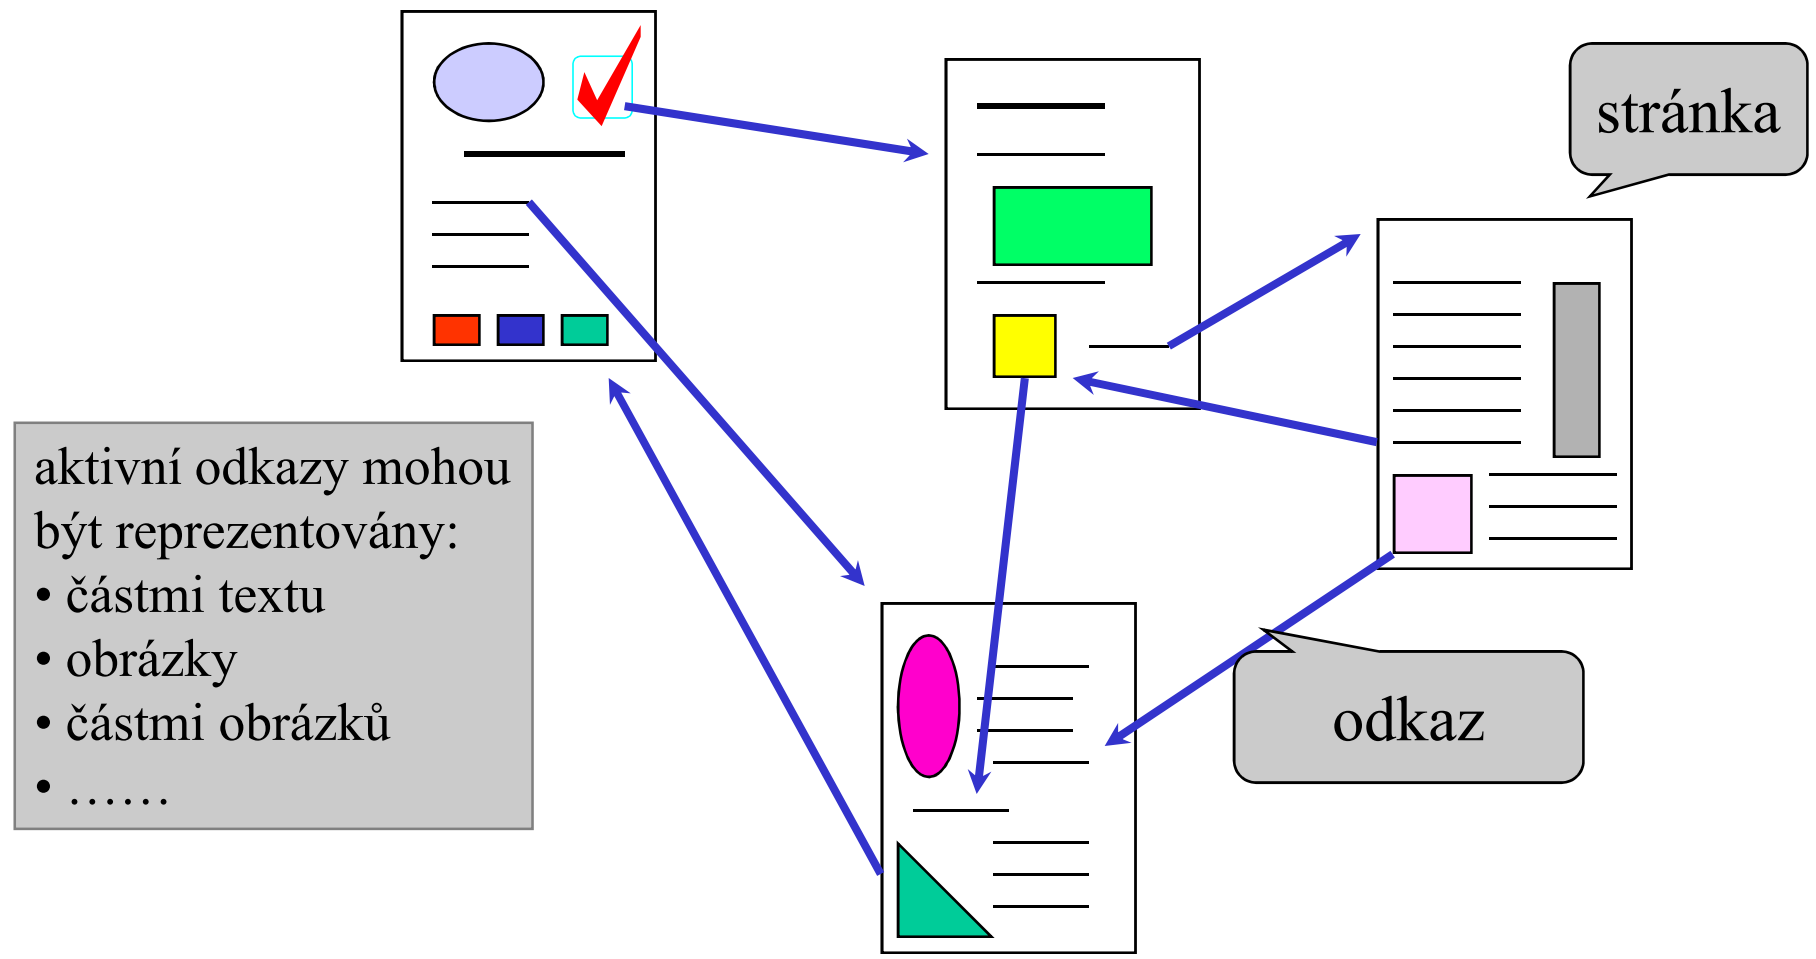 stránka
aktivní odkazy mohou
být reprezentovány:
• částmi textu
• obrázky
• částmi obrázků
• ……
odkaz